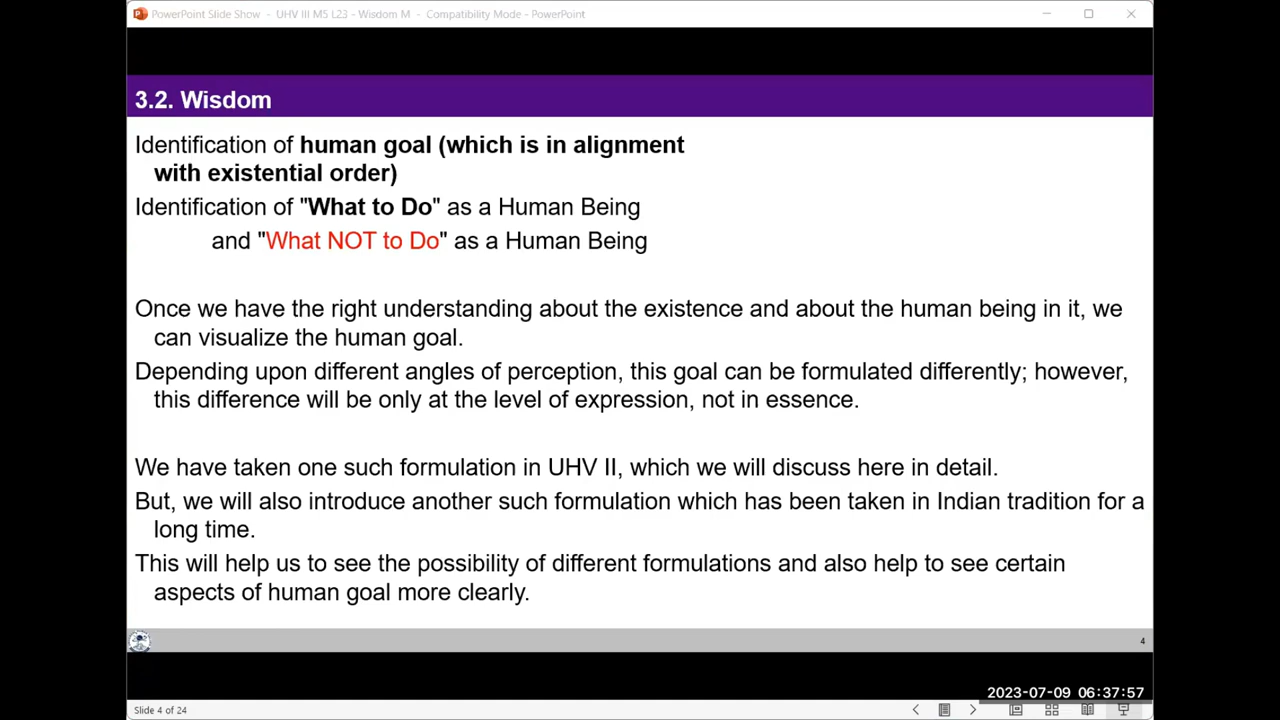 PowerPoint Slide Show - UHV III M5 L23 - Wisdom M - Compatibility Mode - PowerPoint
3.2. Wisdom
Identification of human goal (which is in alignment
with existential order)
Identification of "What to Do" as a Human Being
and "What NOT to Do" as a Human Being
Once we have the right understanding about the existence and about the human being in it, we
can visualize the human goal.
Depending upon different angles of perception, this goal can be formulated differently; however,
this difference will be only at the level of expression, not in essence.
We have taken one such formulation in UHV II, which we will discuss here in detail.
But, we will also introduce another such formulation which has been taken in Indian tradition for a
long time.
This will help us to see the possibility of different formulations and also help to see certain
aspects of human goal more clearly.
4
2023-07-09 06:37:57
Slide 4 of 24